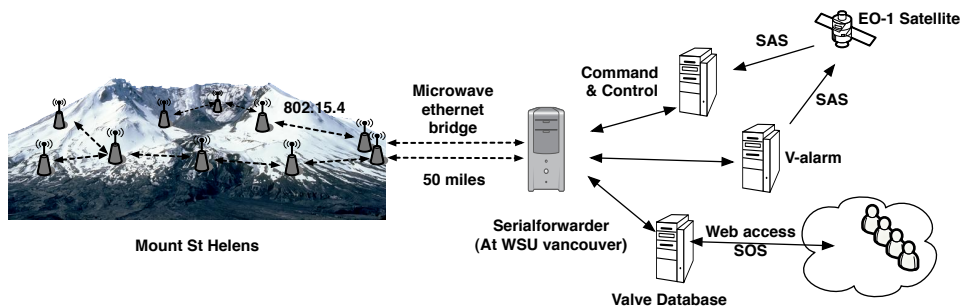 EO-1 Satellite
SAS
Command
& Control
SAS
Microwave
ethernet
bridge
802.15.4
V-alarm
50 miles
Serialforwarder
(At WSU vancouver)
Web access
SOS
Mount St Helens
Valve Database